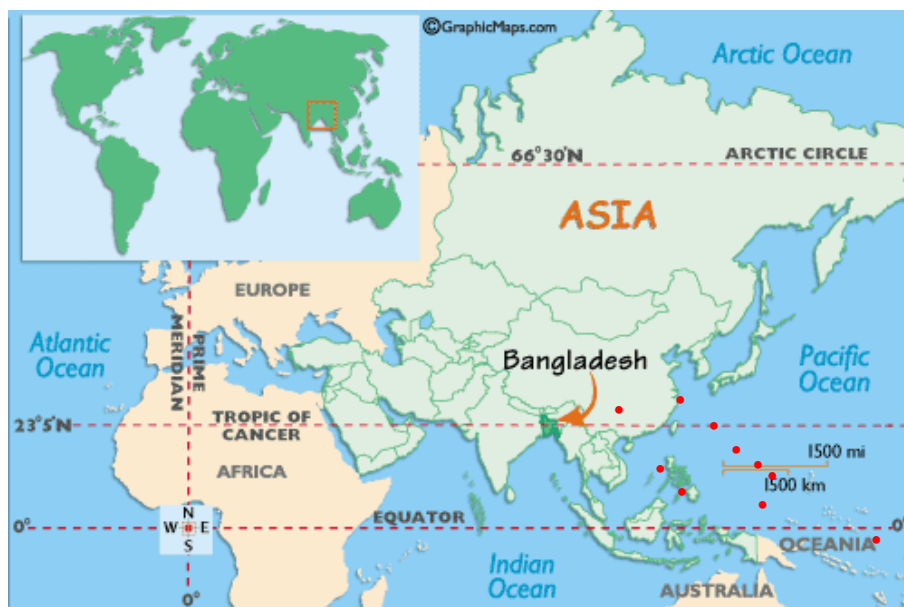 ©GraphicMaps.com
Arctic Ocean
66°30'N
ARCTIC CIRCLE
ASIA
EUROPE
Atlantic
Ocean
PRIME
MERIDIAN
Bangladesh
Pacific
Ocean
23°5'N
TROPIC OF
CANCER
AFRICA
1500 mi
1500 km
0°
N
W E
S
EQUATOR
0°
OCEANIA
Indian
Ocean
AUSTRALIA
0°